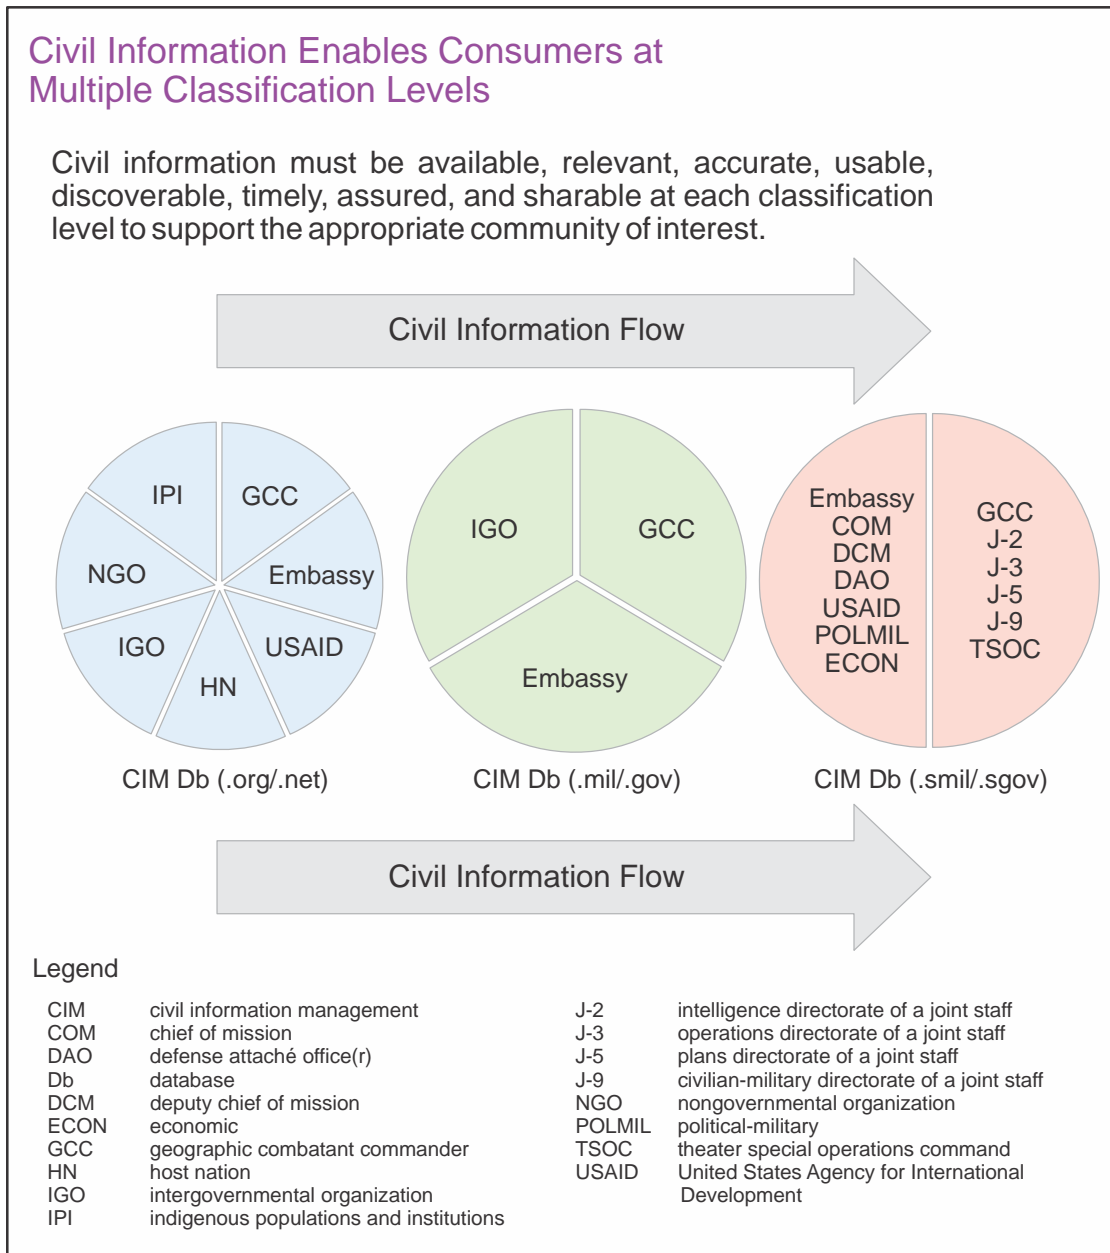 Civil Information Enables Consumers at
Multiple Classification Levels
Civil information must be available, relevant, accurate, usable,
discoverable, timely, assured, and sharable at each classification
level to support the appropriate community of interest.
Civil Information Flow
IPI
GCC
NGO
Embassy
IGO
USAID
HN
CIM Db (.org/.net)
IGO
GCC
Embassy
CIM Db (.mil/.gov)
Embassy
COM
DCM
DAO
USAID
POLMIL
ECON
GCC
J-2
J-3
J-5
J-9
TSOC
CIM Db (.smil/.sgov)
Civil Information Flow
Legend
CIM civil information management
COM chief of mission
DAO defense attaché office(r)
Db database
DCM deputy chief of mission
ECON economic
GCC geographic combatant commander
HN host nation
IGO intergovernmental organization
IPI indigenous populations and institutions
J-2 intelligence directorate of a joint staff
J-3 operations directorate of a joint staff
J-5 plans directorate of a joint staff
J-9 civilian-military directorate of a joint staff
NGO nongovernmental organization
POLMIL political-military
TSOC theater special operations command
USAID United States Agency for International
Development